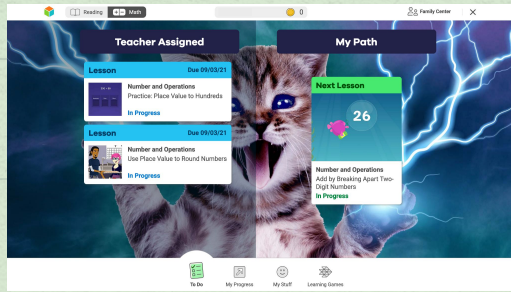 Reading
Math
0
Family Center
Teacher Assigned
My Path
Lesson
Due 09/03/21
Number and Operations
Practice: Place Value to Hundreds
In Progress
Lesson
Due 09/03/21
Number and Operations
Use Place Value to Round Numbers
In Progress
Next Lesson
26
Number and Operations
Add by Breaking Apart Two-
Digit Numbers
In Progress
To Do
My Progress
My Stuff
Learning Games